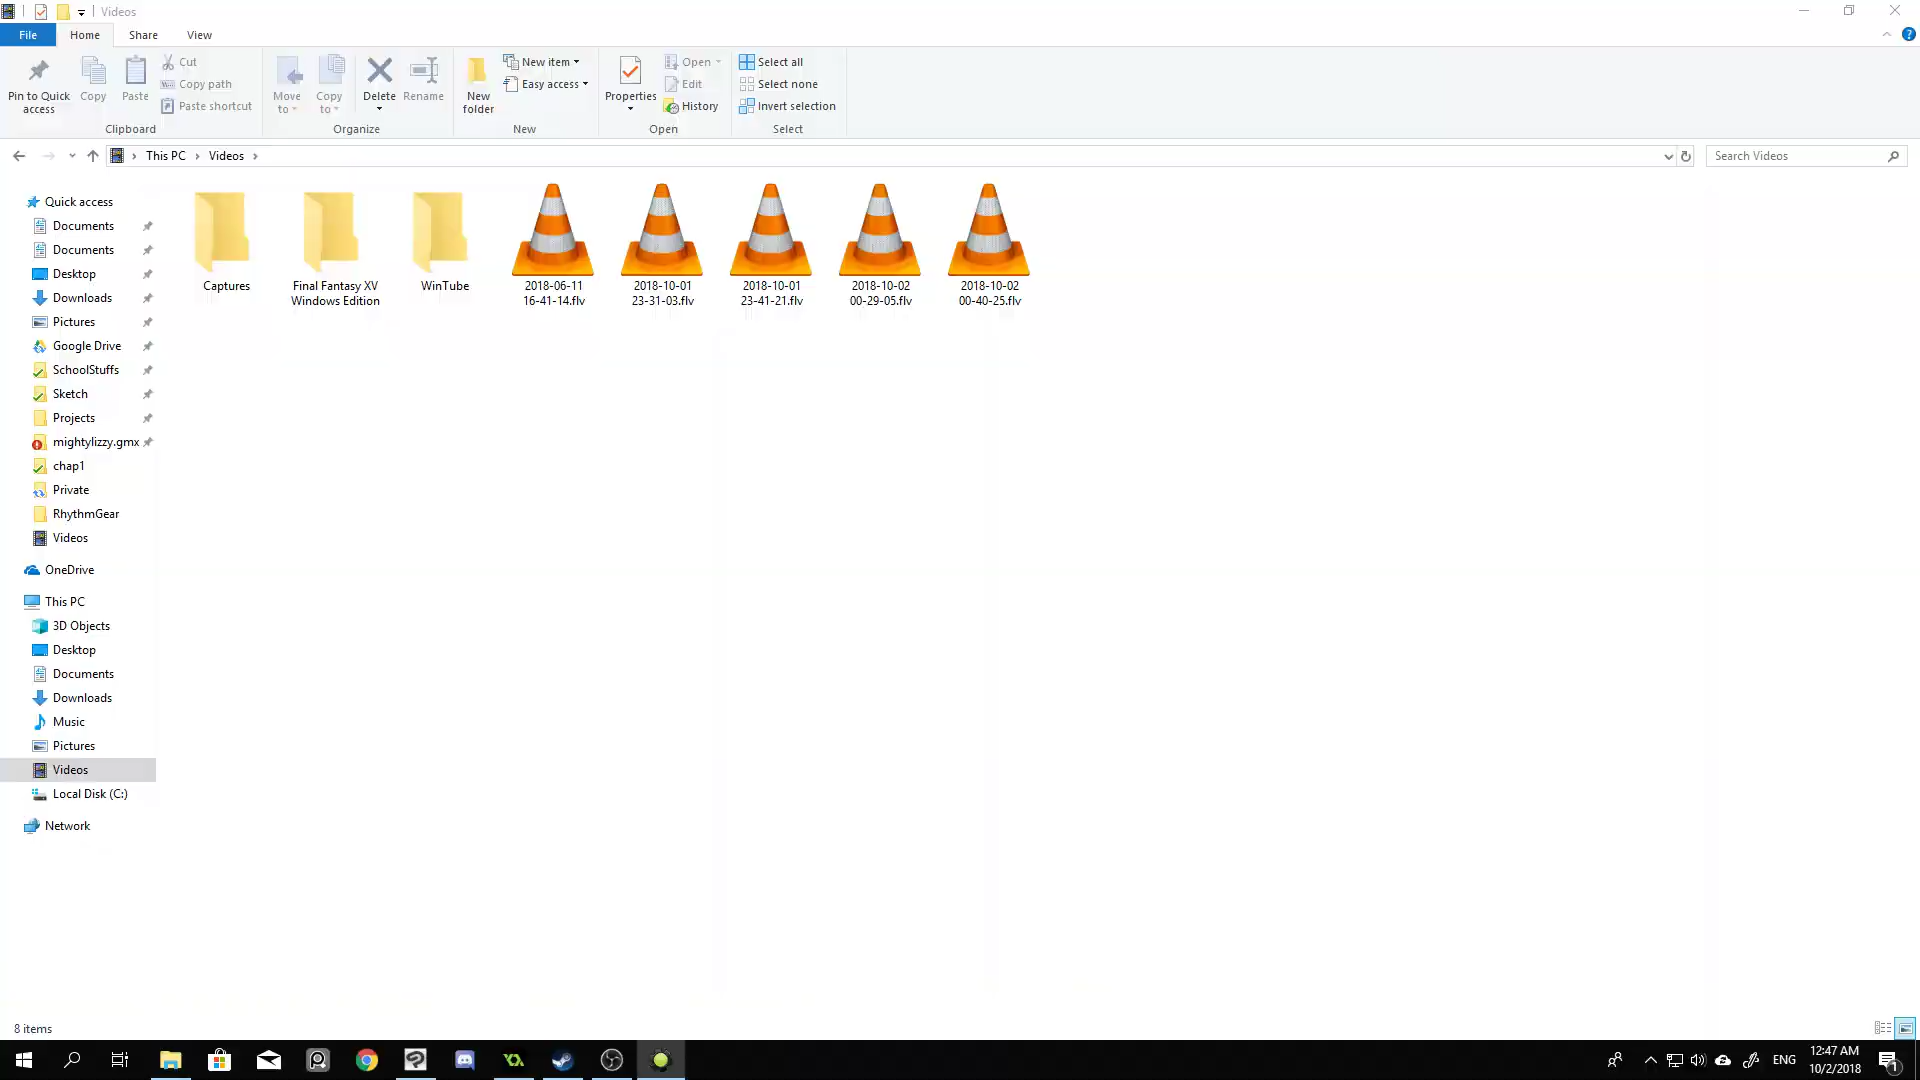 Videos
File
Home
Share
View
Pin to Quick
access
Copy
Paste
Cut
Copy path
Paste shortcut
Clipboard
Move
to
Copy
to
Delete
Rename
Organize
New
folder
New item
Easy access
New
Properties
Open
Edit
History
Open
Select all
Select none
Invert selection
Select
This PC
Videos
Search Videos
Quick access
Documents
Documents
Desktop
Downloads
Pictures
Google Drive
SchoolStuffs
Sketch
Projects
mightylizzy.gmx
chap1
Private
RhythmGear
Videos
OneDrive
This PC
3D Objects
Desktop
Documents
Downloads
Music
Pictures
Videos
Local Disk (C:)
Network
Captures
Final Fantasy XV
Windows Edition
WinTube
2018-06-11
16-41-14.flv
2018-10-01
23-31-03.flv
2018-10-01
23-41-21.flv
2018-10-02
00-29-05.flv
2018-10-02
00-40-25.flv
8 items
ENG
12:47 AM
10/2/2018
1